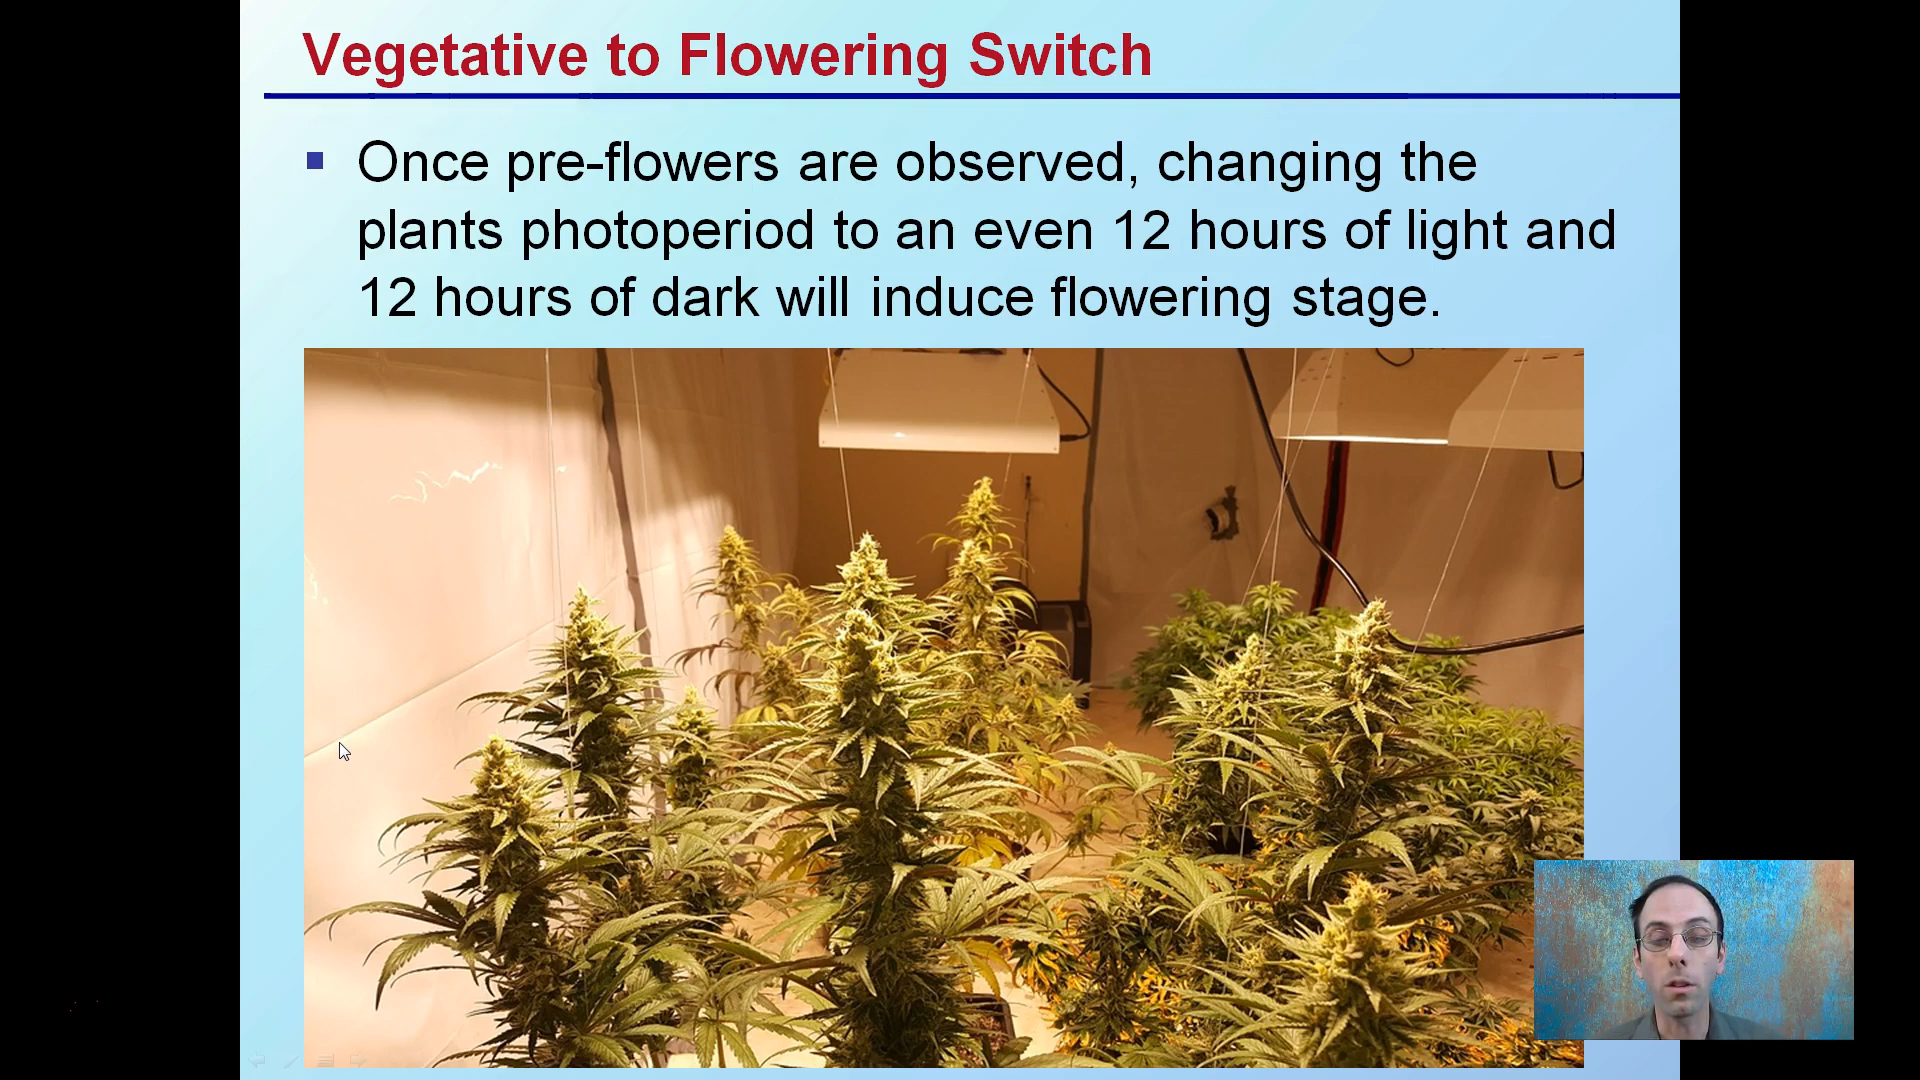 Vegetative to Flowering Switch
Once pre-flowers are observed, changing the
plants photoperiod to an even 12 hours of light and
12 hours of dark will induce flowering stage.